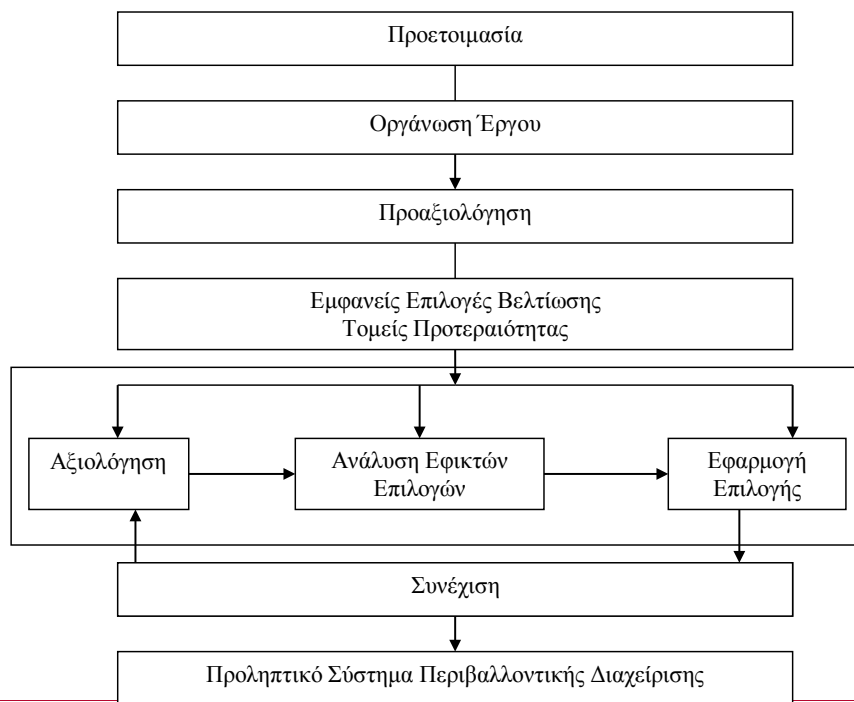 Προετοιμασία
Οργάνωση Έργου
Προαξιολόγηση
Εμφανείς Επιλογές Βελτίωσης
Τομείς Προτεραιότητας
Αξιολόγηση
Ανάλυση Εφικτών
Επιλογών
Εφαρμογή
Επιλογής
Συνέχιση
Προληπτικό Σύστημα Περιβαλλοντικής Διαχείρισης